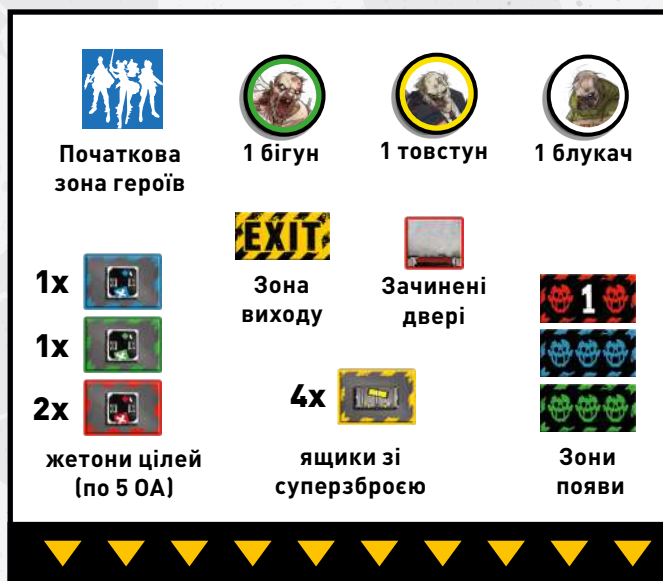 Початкова
зона героїв
1 бігун
1 товстун
1 блукач
EXIT
Зона
виходу
Зачинені
двері
1x
1x
2x
жетони цілей
(по 5 ОА)
4x
ящики зі
суперзброєю
1
Зони
появи